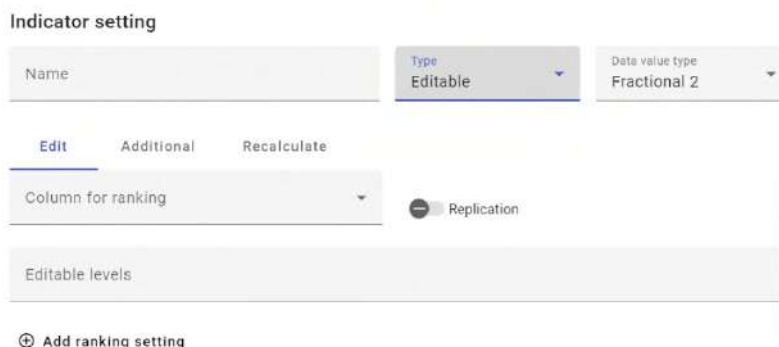 Indicator setting
Name
Type
Editable
Data value type
Fractional 2
Edit Additional Recalculate
Column for ranking
Replication
Editable levels
Add ranking setting